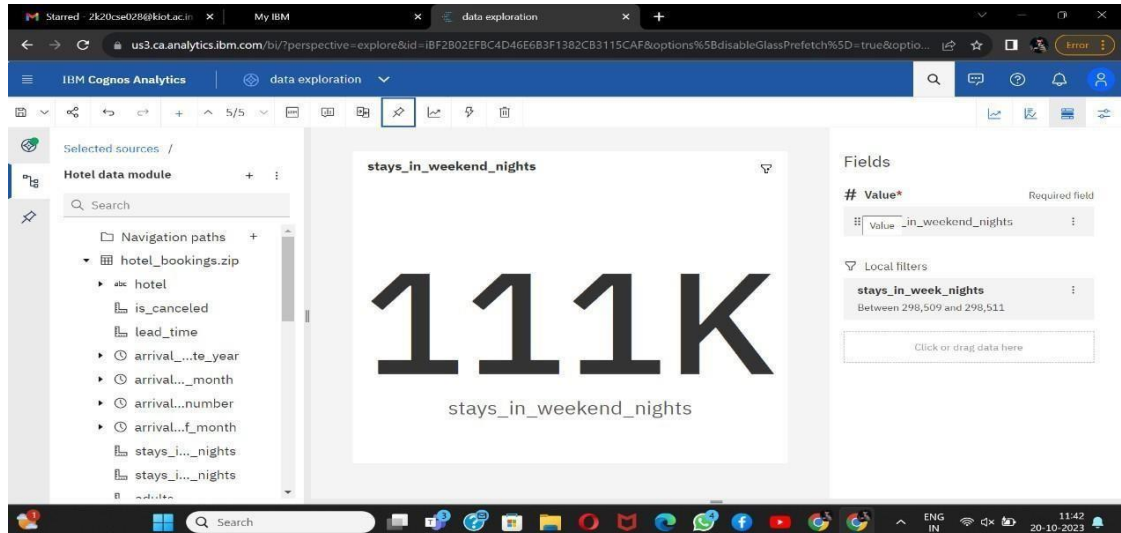 Starred - 2k20cse028@kiot.ac.in
My IBM
data exploration
us3.ca.analytics.ibm.com/bi/?perspective=explore&id=iBF2B02EFBC4D46E6B3F1382CB3115CAF&options%5BdisableGlassPrefetch%5D=true&optio...
Error
IBM Cognos Analytics
data exploration
5/5
Selected sources /
Hotel data module
Search
Navigation paths
hotel_bookings.zip
abc hotel
is_canceled
lead_time
arrival_...te_year
arrival..._month
arrival...number
arrival...f_month
stays_i..._nights
stays_i..._nights
adults
stays_in_weekend_nights
111K
stays_in_weekend_nights
Fields
# Value*
Required field
Value
_in_weekend_nights
Local filters
stays_in_week_nights
Between 298,509 and 298,511
Click or drag data here
1
Search
ENG
IN
11:42
20-10-2023